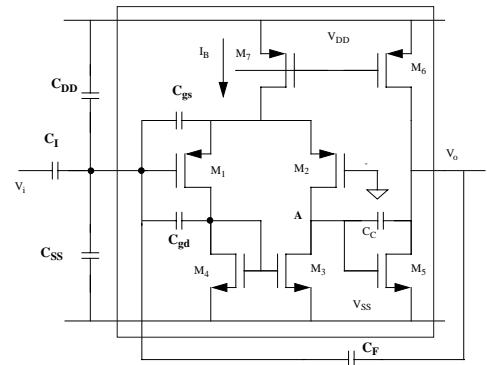 V_DD
I_B
M_7
M_6
C_DD
C_gs
C_I
V_o
M_1
M_2
V_i
A
C_gd
C_C
C_SS
M_4
M_3
M_5
V_SS
C_F